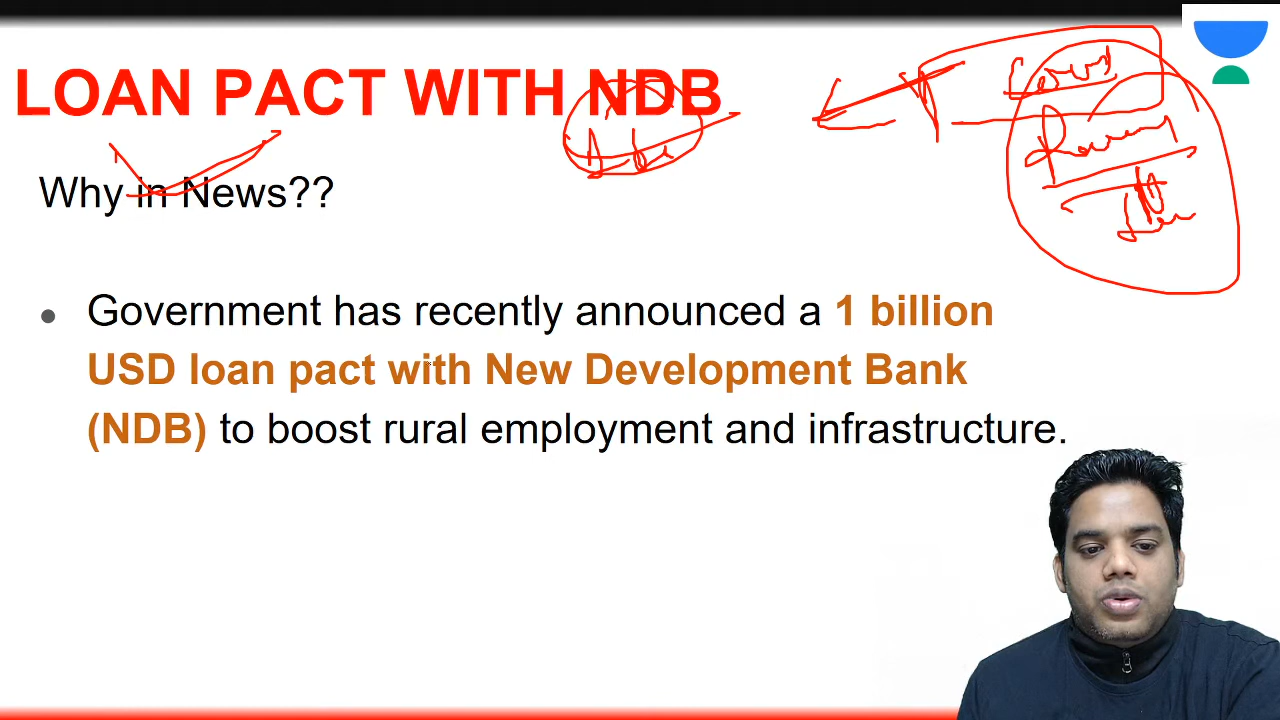 LOAN PACT WITH NDB
Why in News??
● Government has recently announced a 1 billion
USD loan pact with New Development Bank
(NDB) to boost rural employment and infrastructure.